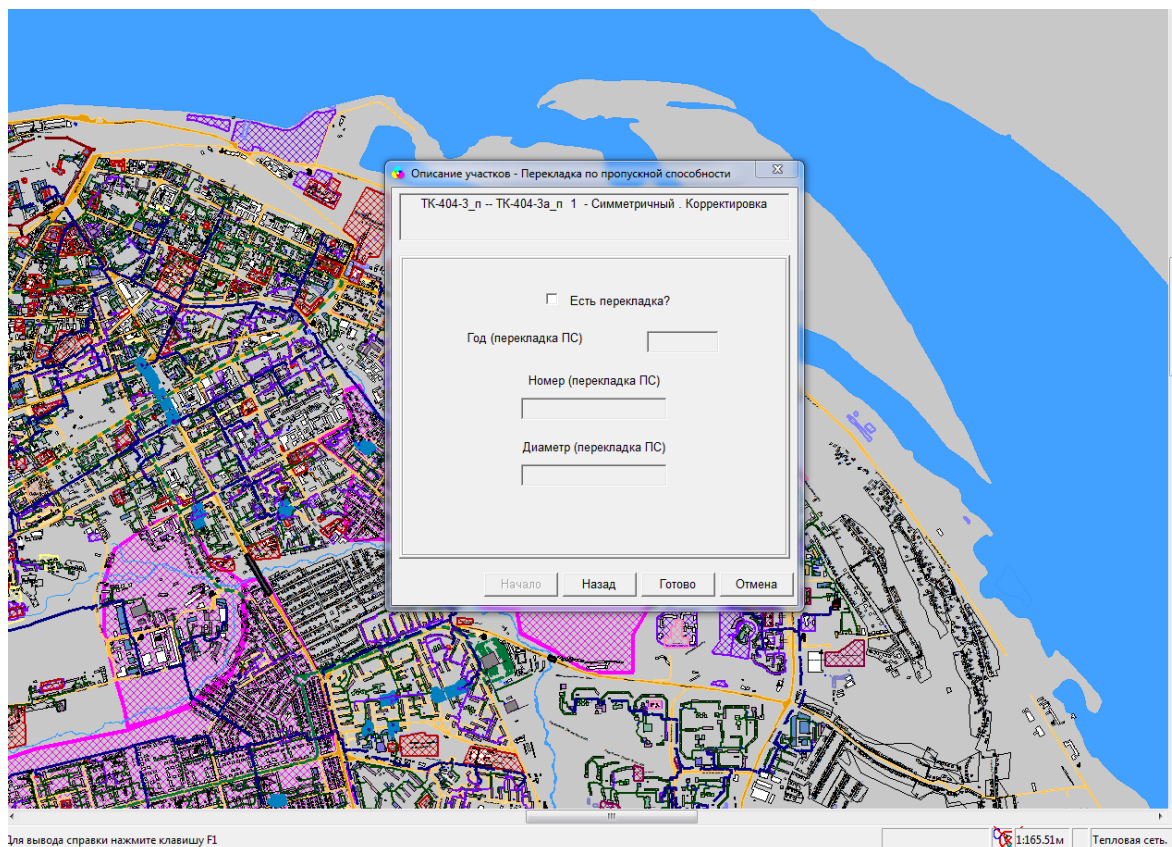 Описание участков - Перекладка по пропускной способности
ТК-404-3_п -- ТК-404-3а_п 1 - Симметричный . Корректировка
Есть перекладка?
Год (перекладка ПС)
Номер (перекладка ПС)
Диаметр (перекладка ПС)
Начало Назад Готово Отмена
Для вывода справки нажмите клавишу F1
1:165.51м Тепловая сеть.